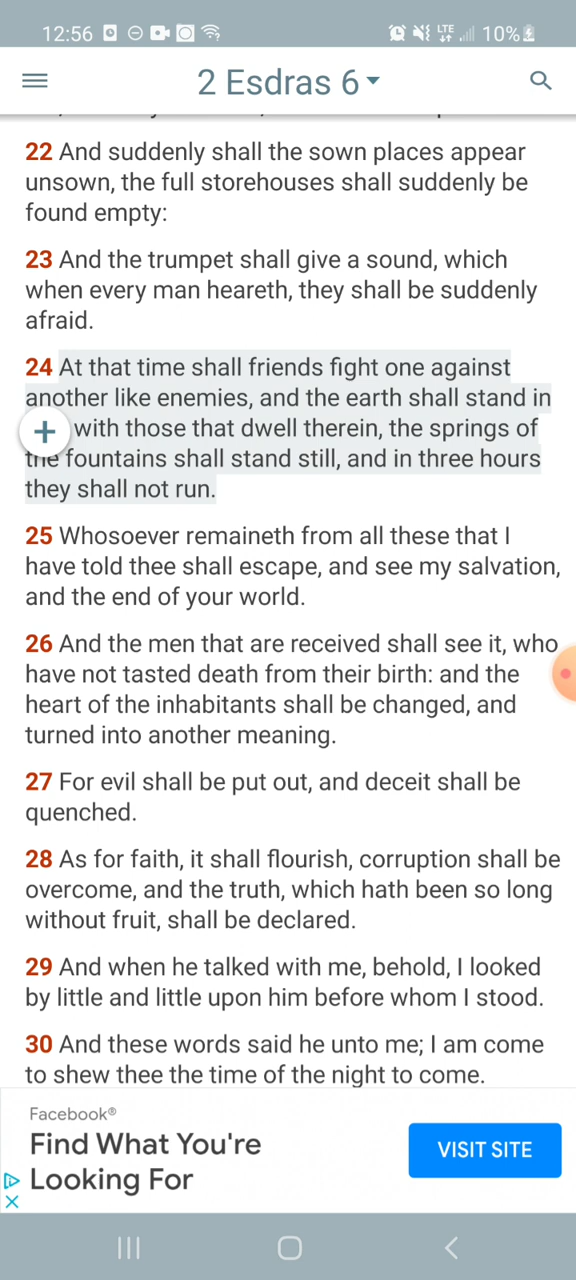 12:56
LTE
10%
2 Esdras 6
22 And suddenly shall the sown places appear
unsown, the full storehouses shall suddenly be
found empty:
23 And the trumpet shall give a sound, which
when every man heareth, they shall be suddenly
afraid.
24 At that time shall friends fight one against
another like enemies, and the earth shall stand in
with those that dwell therein, the springs of
the fountains shall stand still, and in three hours
they shall not run.
25 Whosoever remaineth from all these that I
have told thee shall escape, and see my salvation,
and the end of your world.
26 And the men that are received shall see it, who
have not tasted death from their birth: and the
heart of the inhabitants shall be changed, and
turned into another meaning.
27 For evil shall be put out, and deceit shall be
quenched.
28 As for faith, it shall flourish, corruption shall be
overcome, and the truth, which hath been so long
without fruit, shall be declared.
29 And when he talked with me, behold, I looked
by little and little upon him before whom I stood.
30 And these words said he unto me; I am come
to shew thee the time of the night to come.
Facebook®
Find What You're
Looking For
VISIT SITE